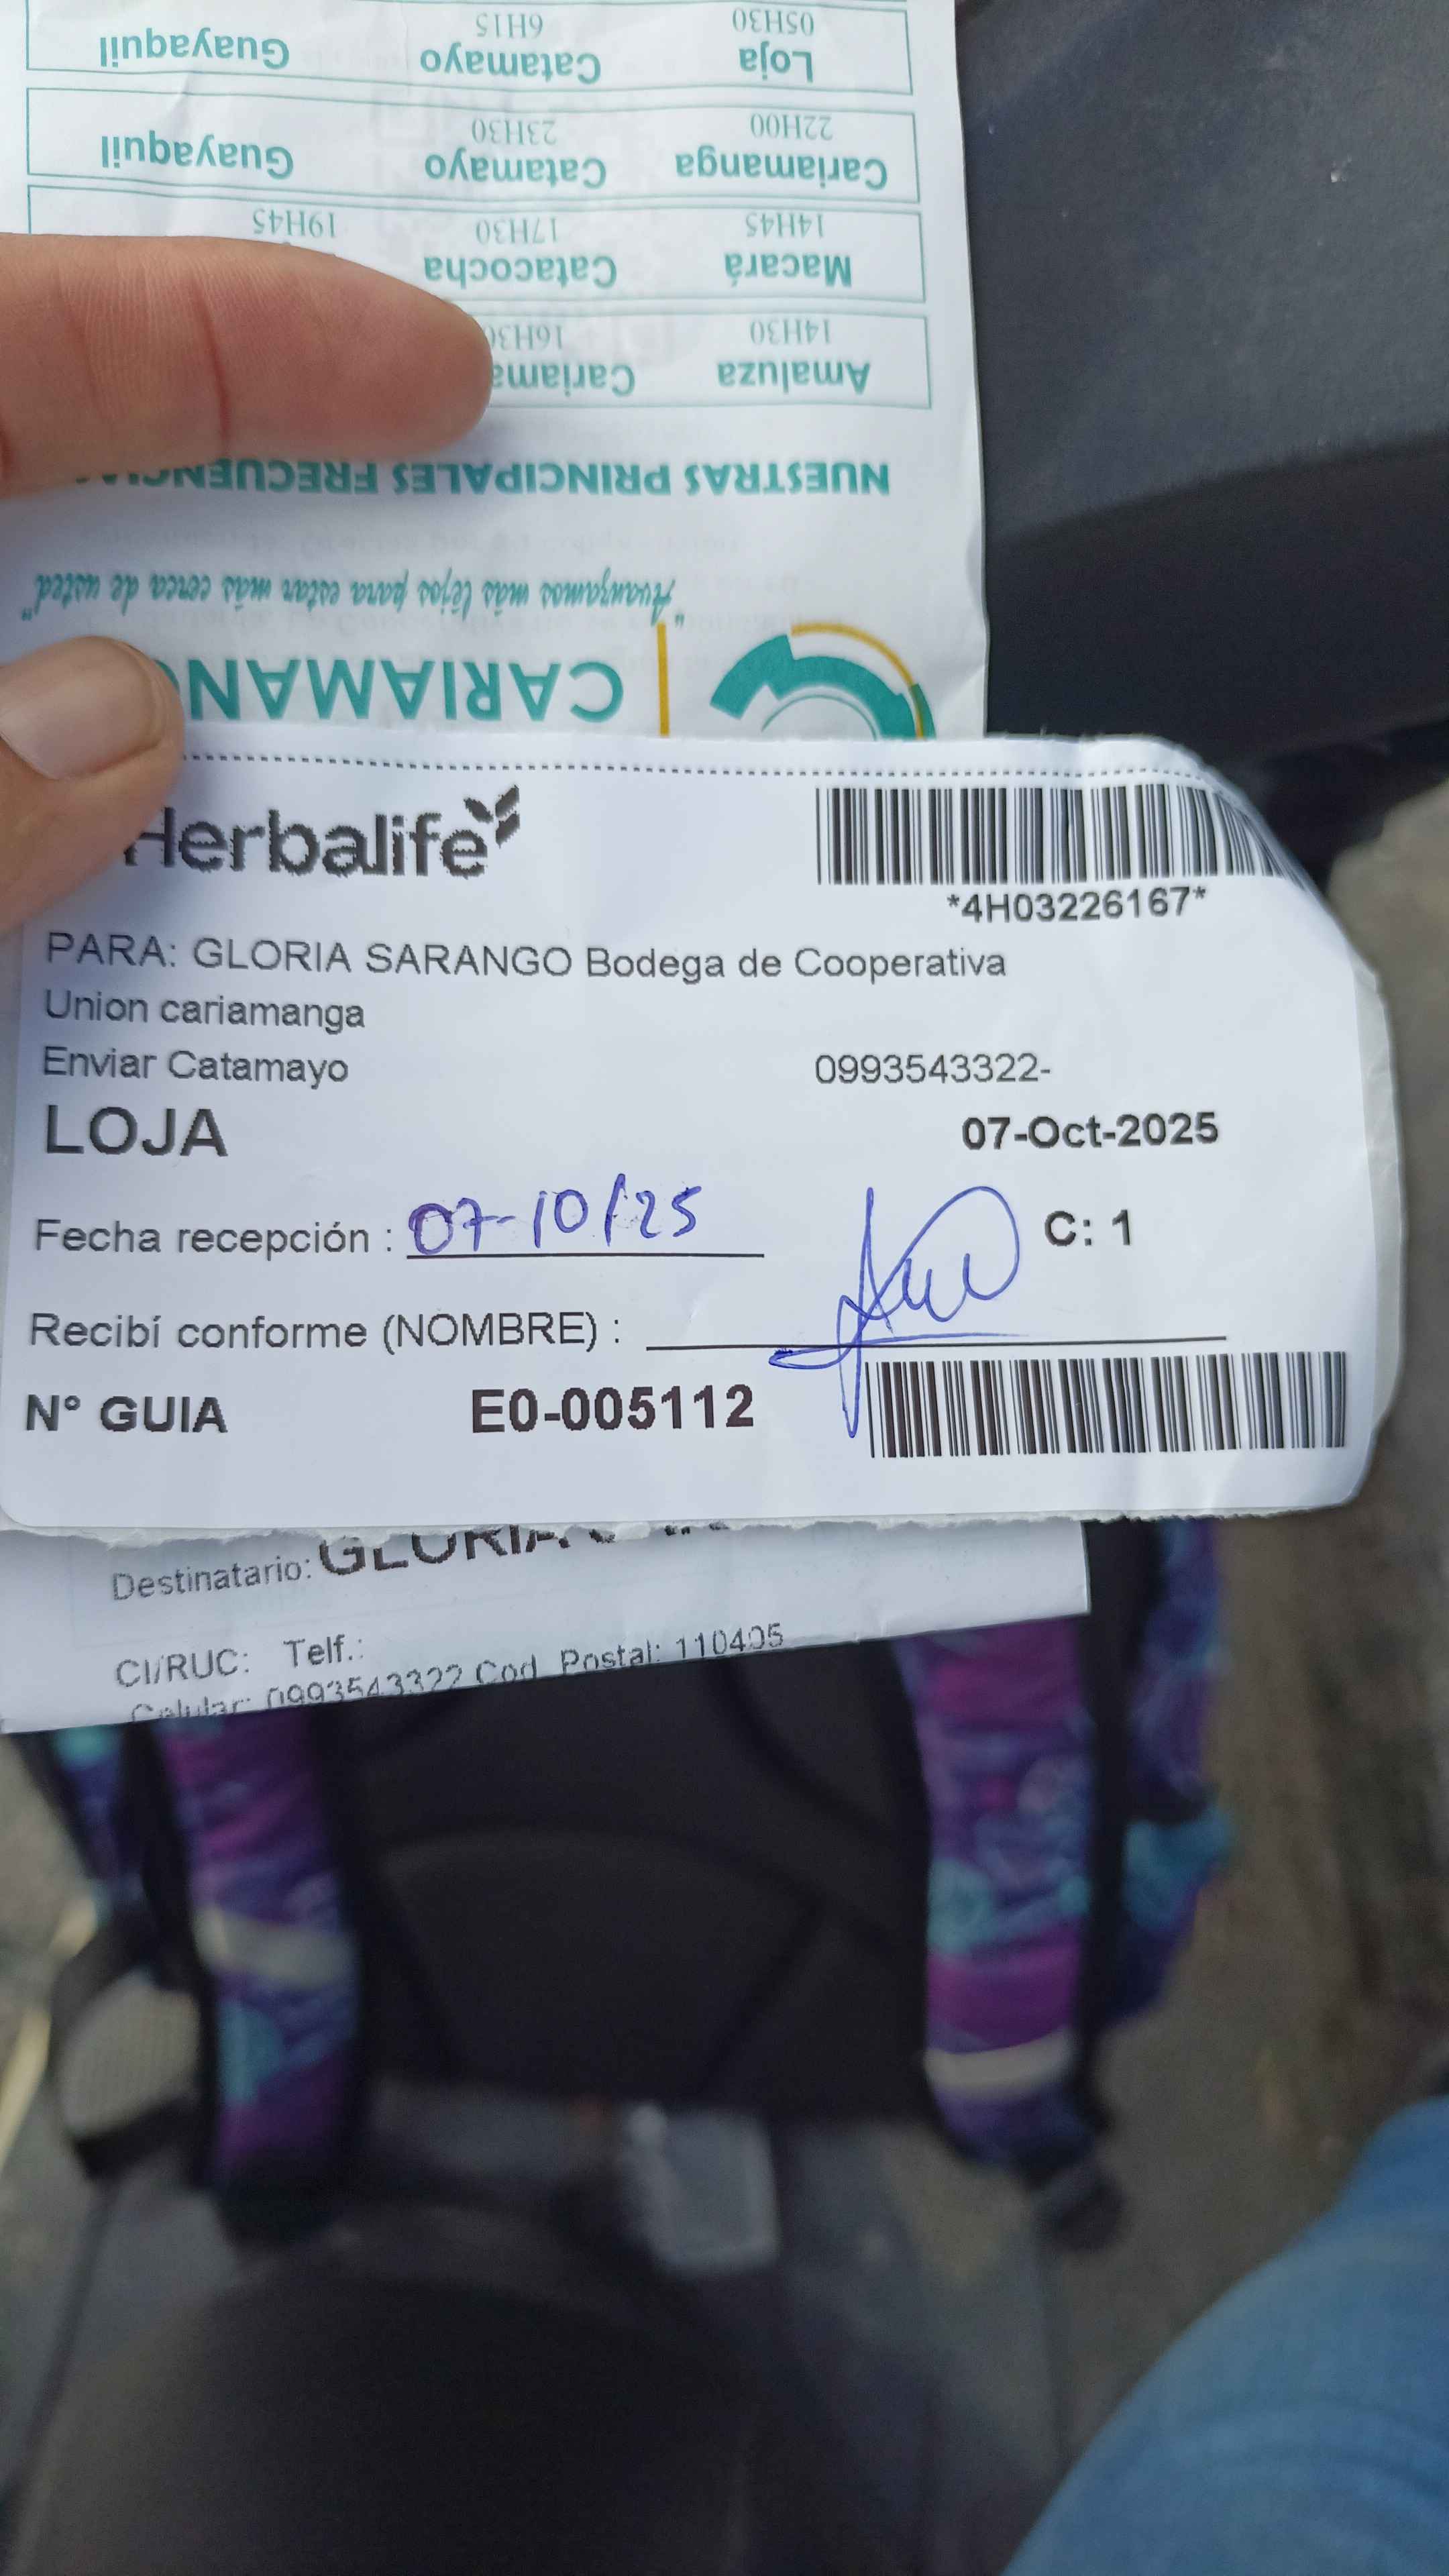 Guayaquil Catamayo Loja
6H15 05H30
Guayaquil Catamayo Cariamanga
23H30 22H00
Catacocha Macará
19H45 17H30 14H45
Amaluza
14H30
NUESTRAS PRINCIPALES
"Avanzamos más lejos para estar más cerca de usted"
Herbalife
*4H03226167*
PARA: GLORIA SARANGO Bodega de Cooperativa
Union cariamanga
Enviar Catamayo 0993543322-
LOJA 07-Oct-2025
Fecha recepción : 07-10/25 C: 1
Recibí conforme (NOMBRE) :
N° GUIA E0-005112
Destinatario: GLORIA
CI/RUC: Telf.:
Celular: 0993543322 Cod. Postal: 110405